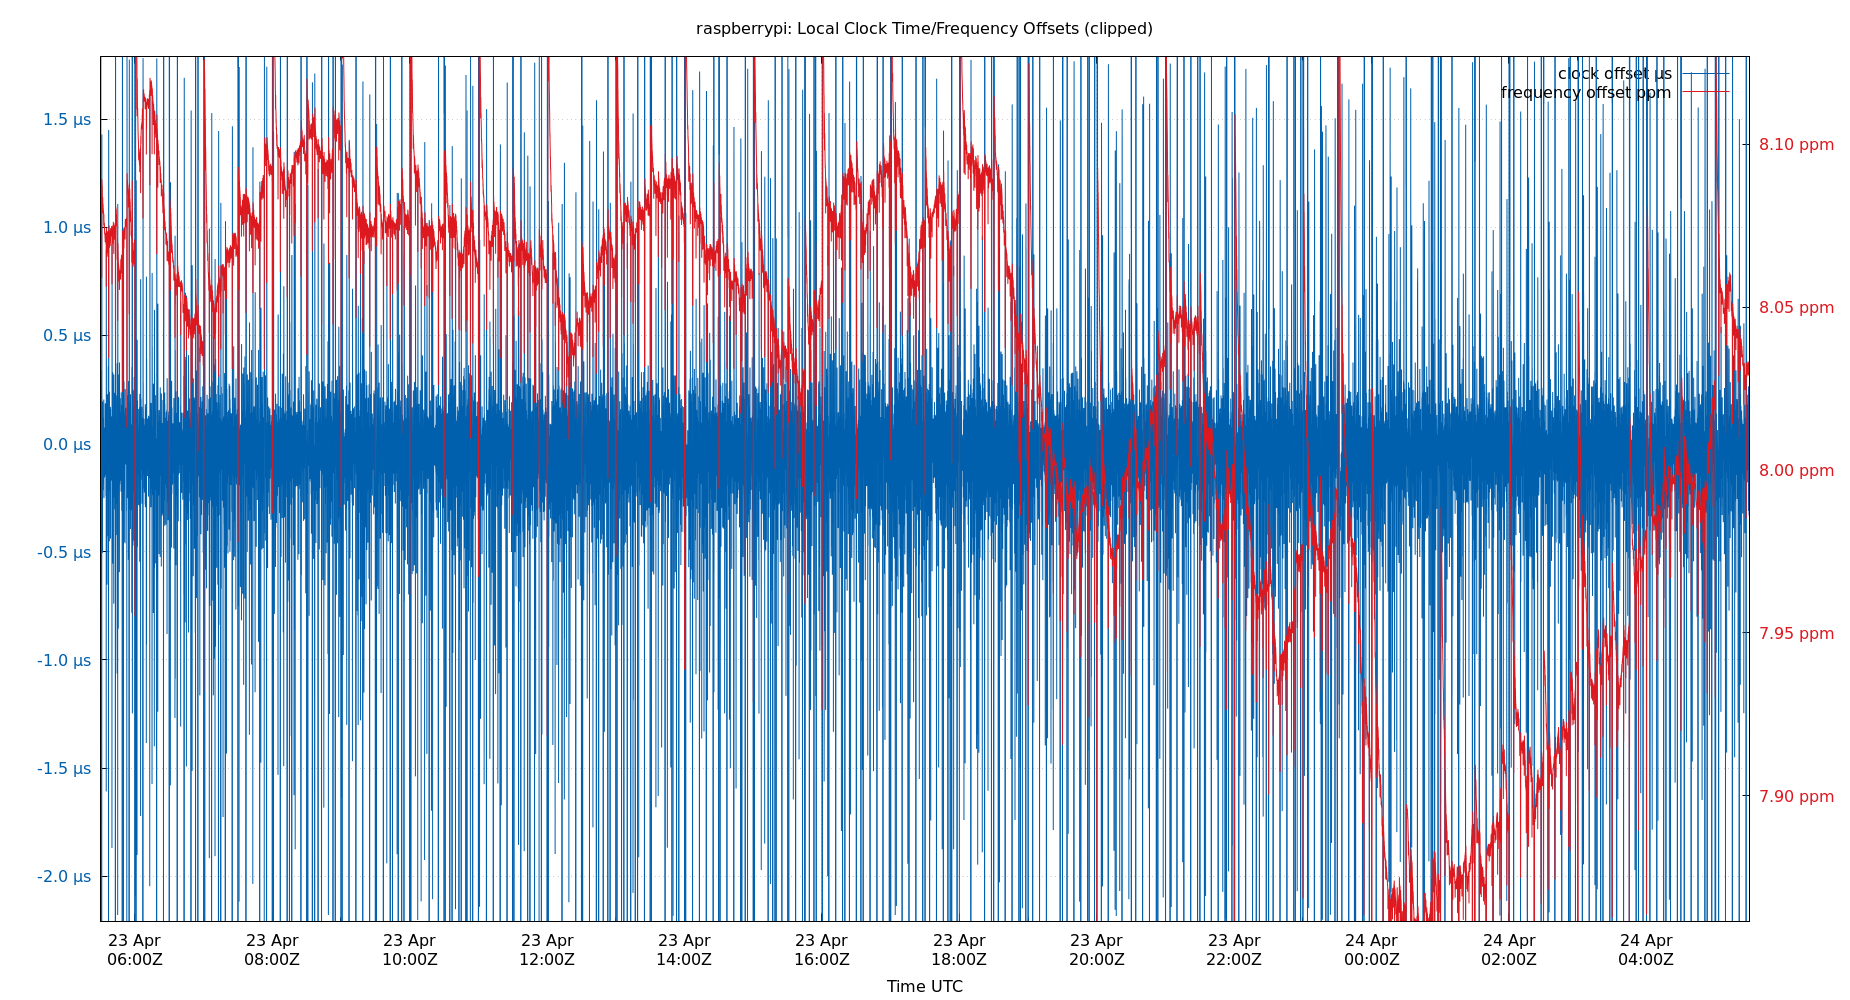 raspberrypi: Local Clock Time/Frequency Offsets (clipped)
clock offset µs
frequency offset ppm
1.5 µs
1.0 µs
0.5 µs
0.0 µs
-0.5 µs
-1.0 µs
-1.5 µs
-2.0 µs
8.10 ppm
8.05 ppm
8.00 ppm
7.95 ppm
7.90 ppm
23 Apr 23 Apr 23 Apr 23 Apr 23 Apr 23 Apr 23 Apr 23 Apr 23 Apr 24 Apr 24 Apr 24 Apr
06:00Z 08:00Z 10:00Z 12:00Z 14:00Z 16:00Z 18:00Z 20:00Z 22:00Z 00:00Z 02:00Z 04:00Z
Time UTC